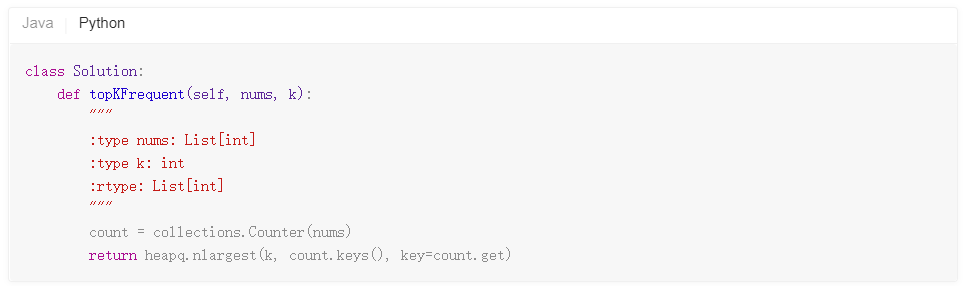 Java Python
class Solution:
    def topKFrequent(self, nums, k):
        """
        :type nums: List[int]
        :type k: int
        :rtype: List[int]
        """
        count = collections.Counter(nums)
        return heapq.nlargest(k, count.keys(), key=count.get)